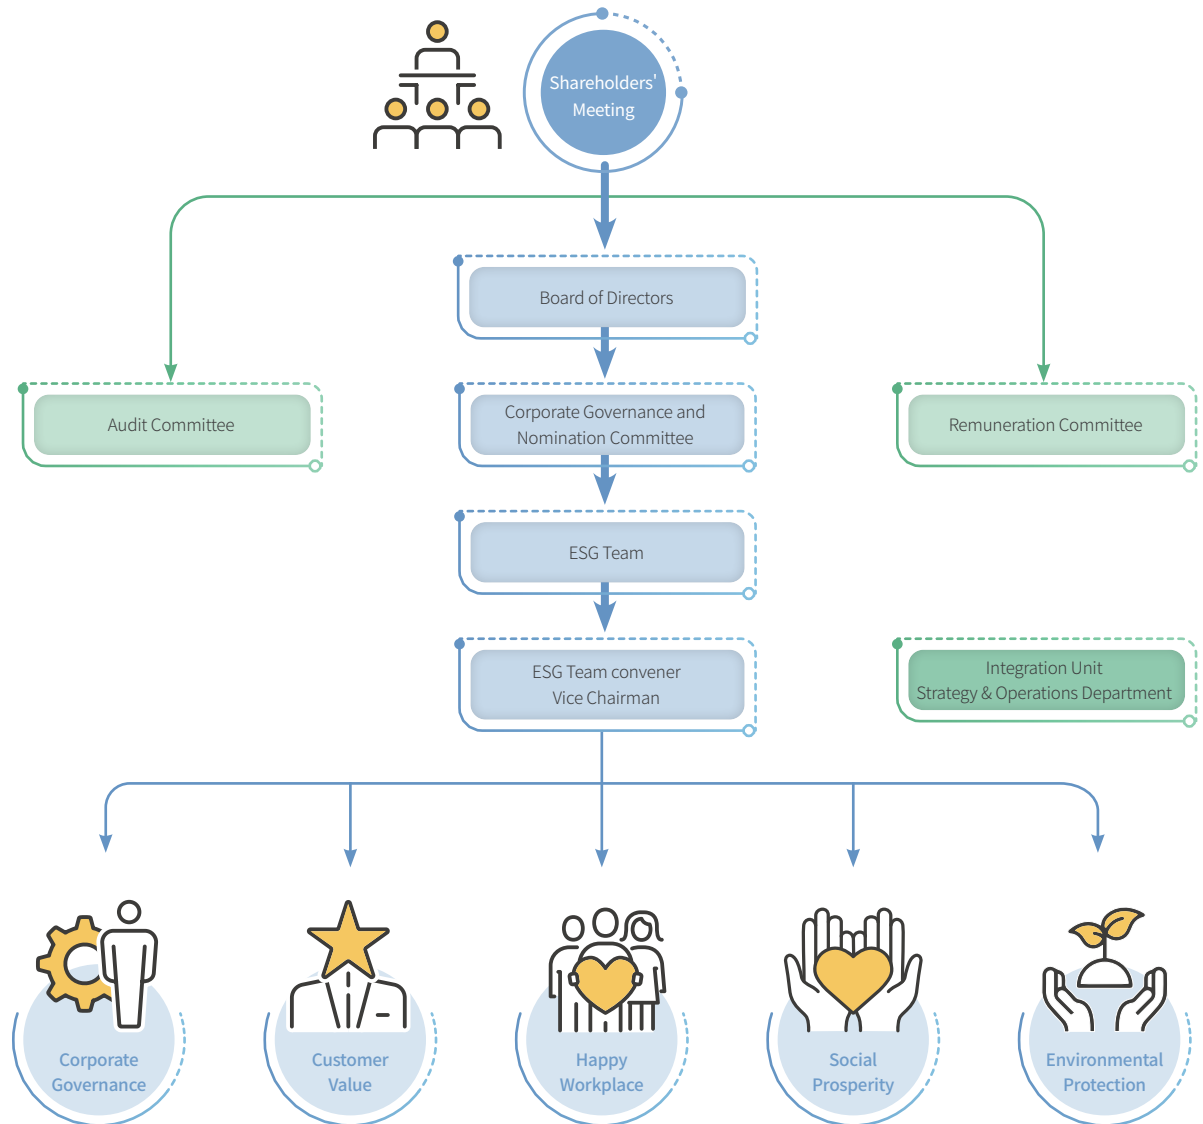 Shareholders'
Meeting
Board of Directors
Audit Committee
Corporate Governance and
Nomination Committee
Remuneration Committee
ESG Team
ESG Team convener
Vice Chairman
Integration Unit
Strategy & Operations Department
Corporate
Governance
Customer
Value
Happy
Workplace
Social
Prosperity
Environmental
Protection